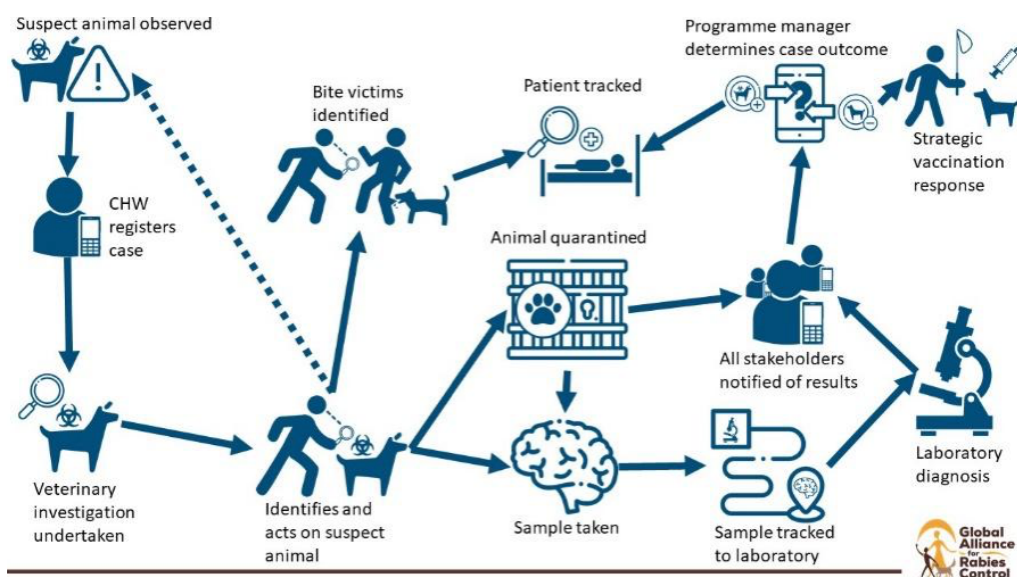 Suspect animal observed
Programme manager
determines case outcome
Bite victims
identified
Patient tracked
Strategic
vaccination
response
CHW
registers
case
Animal quarantined
All stakeholders
notified of results
Laboratory
diagnosis
Veterinary
investigation
undertaken
Identifies and
acts on suspect
animal
Sample taken
Sample tracked
to laboratory
Global
Alliance
for
Rabies
Control